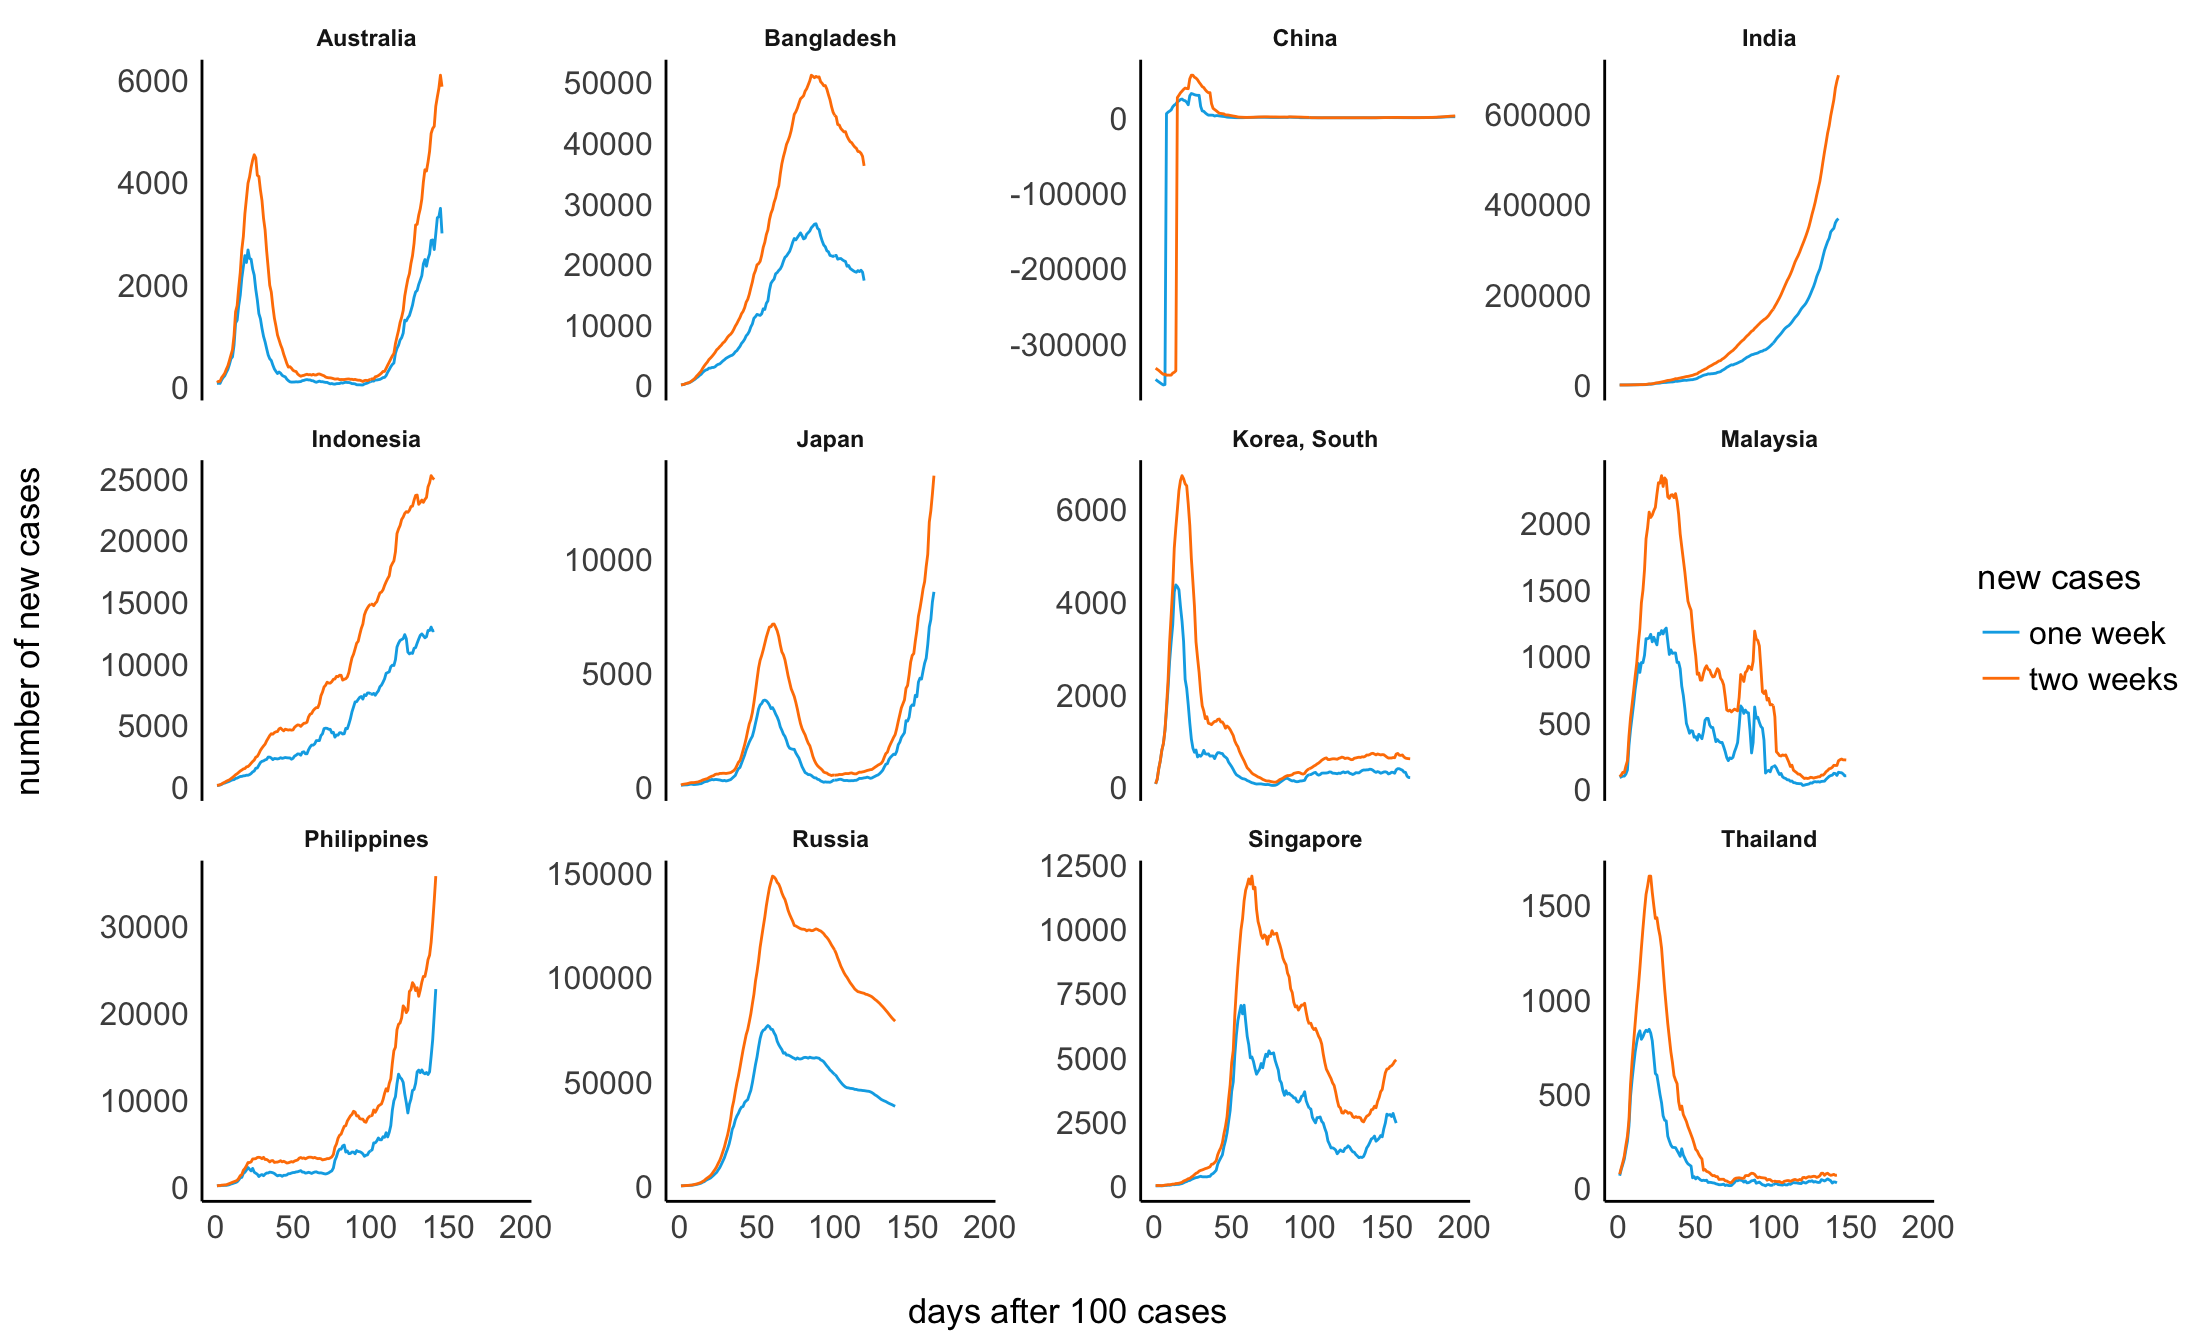 Australia
Bangladesh
China
India
6000
4000
2000
0
50000
40000
30000
20000
10000
0
0
-100000
-200000
-300000
600000
400000
200000
0
Indonesia
Japan
Korea, South
Malaysia
25000
20000
15000
10000
5000
0
10000
5000
0
6000
4000
2000
0
2000
1500
1000
500
0
Philippines
Russia
Singapore
Thailand
30000
20000
10000
0
150000
100000
50000
0
12500
10000
7500
5000
2500
0
1500
1000
500
0
0 50 100 150 200
0 50 100 150 200
0 50 100 150 200
0 50 100 150 200
days after 100 cases
number of new cases
new cases
one week
two weeks